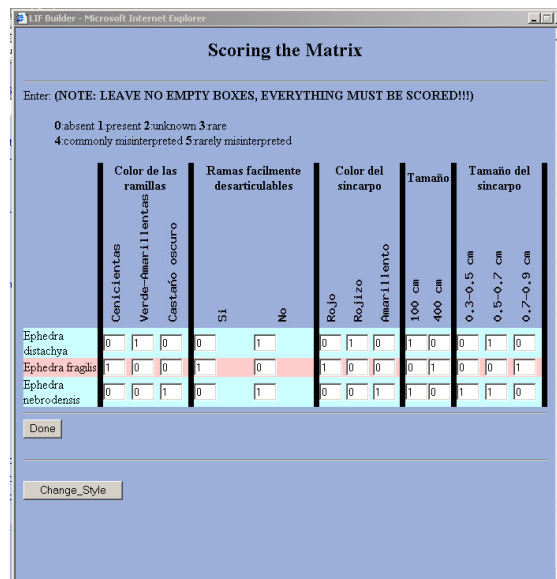 LIF Builder - Microsoft Internet Explorer
Scoring the Matrix
Enter: (NOTE: LEAVE NO EMPTY BOXES, EVERYTHING MUST BE SCORED!!!)
0:absent 1:present 2:unknown 3:rare
4:commonly misinterpreted 5:rarely misinterpreted
Color de las ramillas Ramas facilmente desarticulables Color del sincarpo Tamaño Tamaño del sincarpo
Cenicientas Verde-Amarillentas Castaño oscuro Si No Rojo Rojizo Amarillento 100 cm 400 cm 0.3-0.5 cm 0.5-0.7 cm 0.7-0.9 cm
Ephedra distachya 0 1 0 0 1 0 1 0 1 0 0 1 0
Ephedra fragilis 1 0 0 1 0 1 0 0 0 1 0 0 1
Ephedra nebrodensis 0 0 1 0 1 0 0 1 1 0 1 1 0
Done
Change_Style